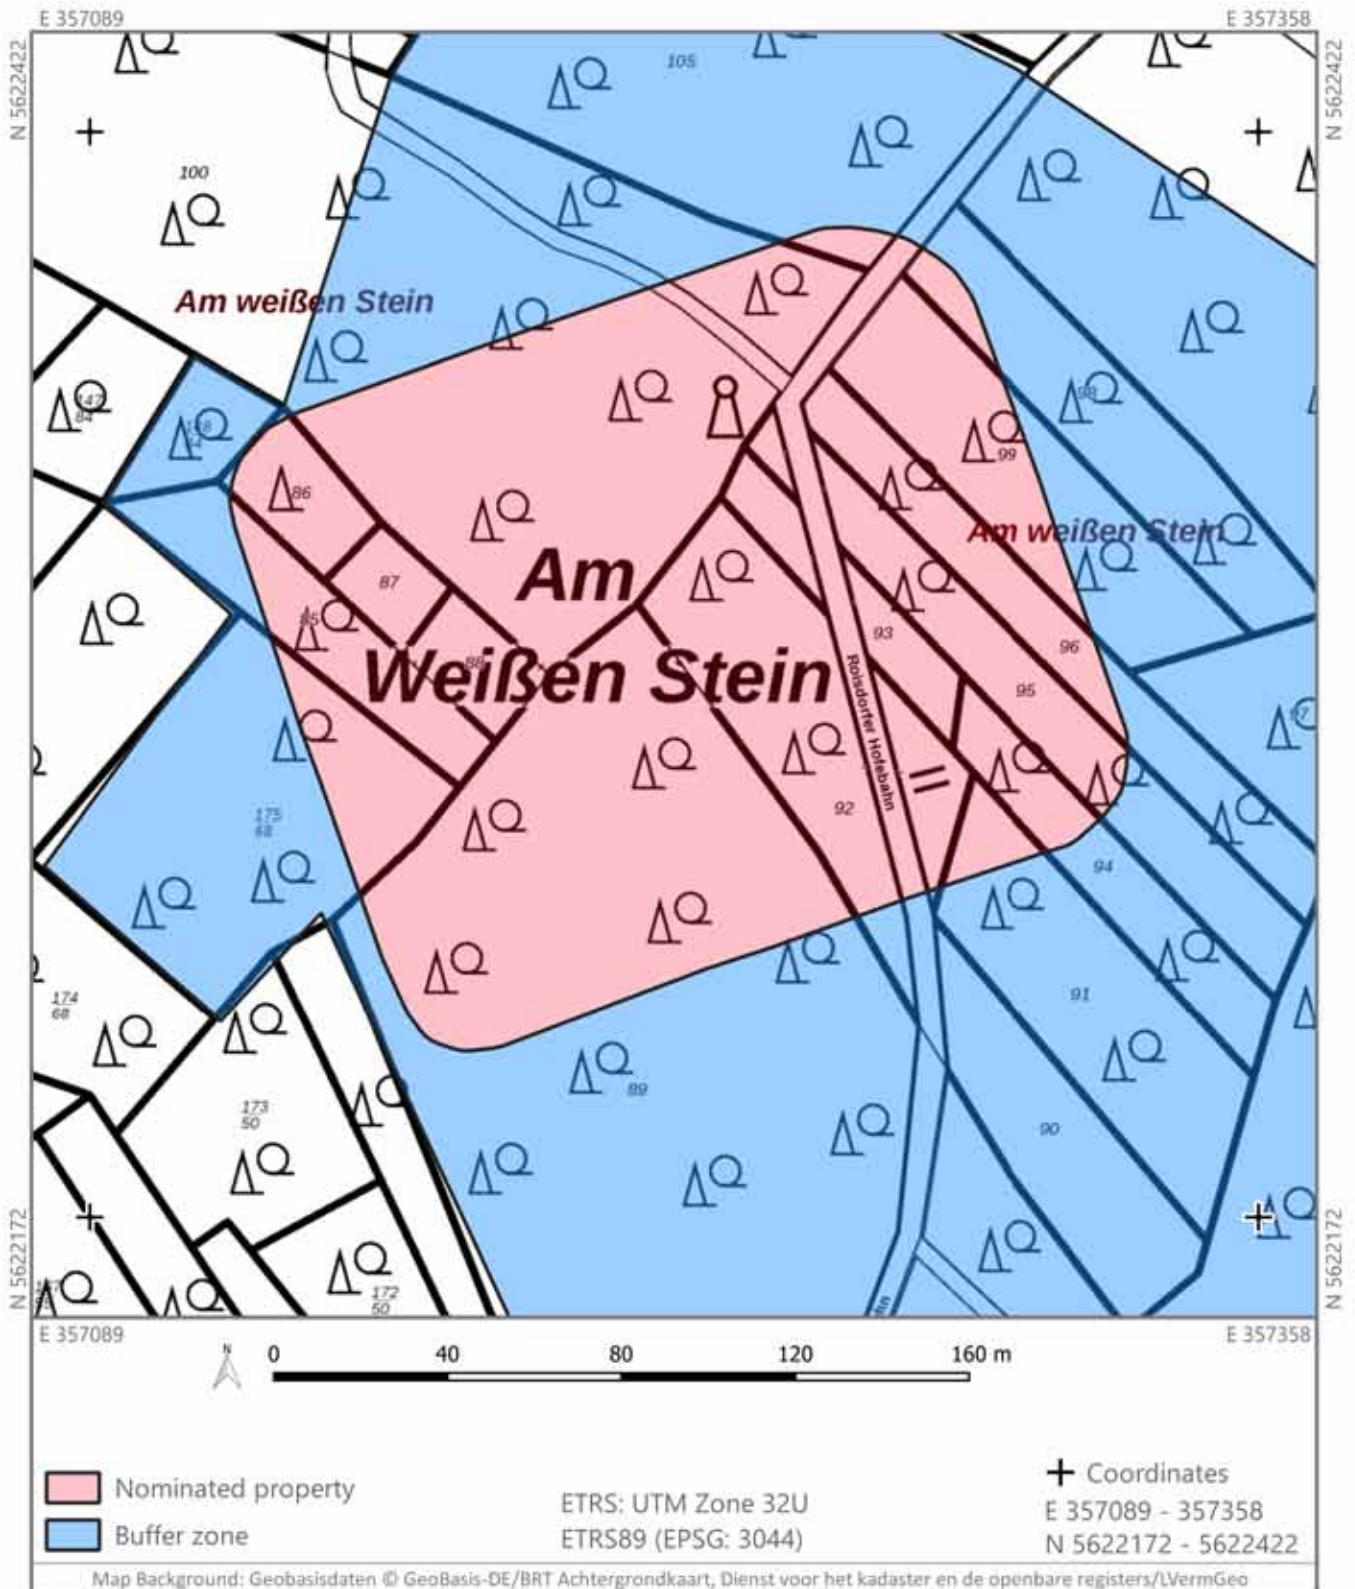 E 357089
E 357358
N 5622422
N 5622422
105
100
Am weißen Stein
147
84
98
86
99
Am weißen Stein
Am
87
85
93
96
88
Weißen Stein
95
Roisdorfer Hofebahn
92
175
68
94
174
68
91
89
173
50
90
N 5622172
N 5622172
172
50
E 357089
E 357358
N
0 40 80 120 160 m
Nominated property
Buffer zone
ETRS: UTM Zone 32U
ETRS89 (EPSG: 3044)
Coordinates
E 357089 - 357358
N 5622172 - 5622422
Map Background: Geobasisdaten © GeoBasis-DE/BRT Achtergrondkaart, Dienst voor het kadaster en de openbare registers/LVermGeo